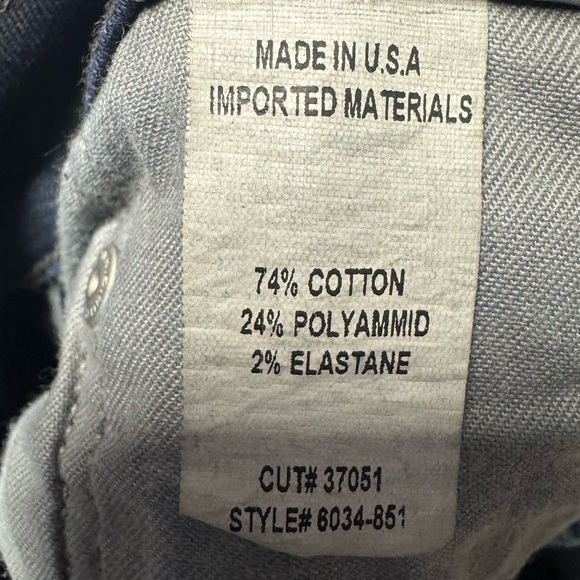 MADE IN U.S.A
IMPORTED MATERIALS
74% COTTON
24% POLYAMMID
2% ELASTANE
CUT# 37051
STYLE# 6034-851